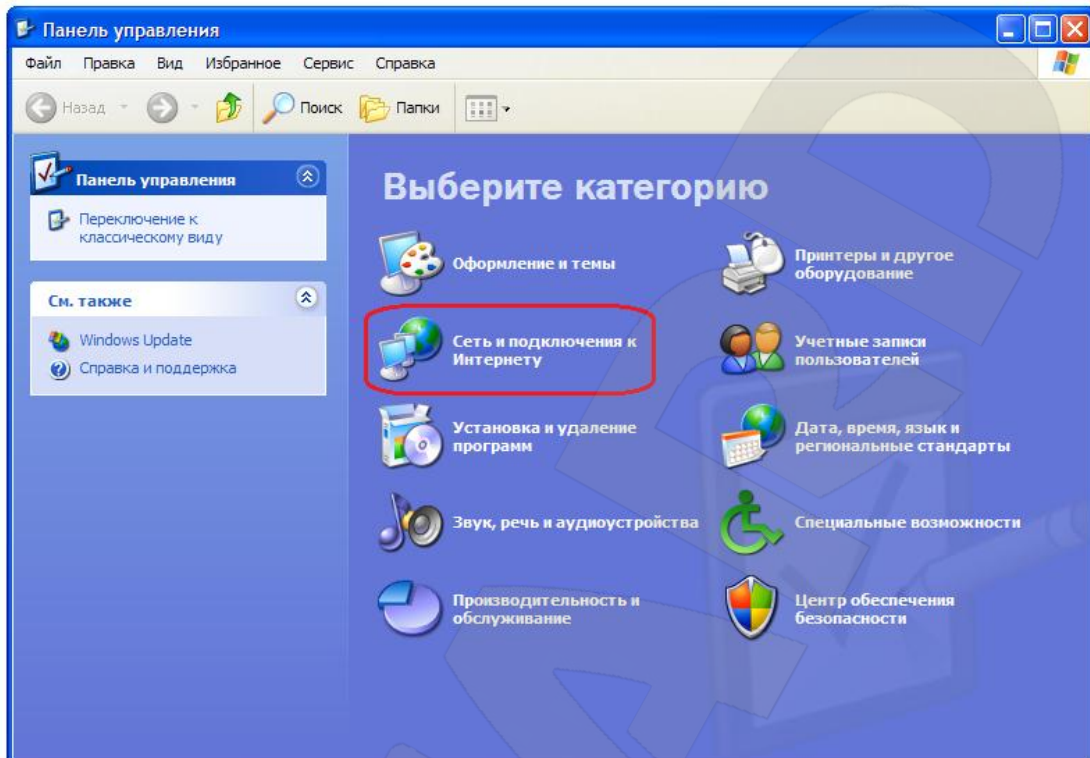 Панель управления
Файл Правка Вид Избранное Сервис Справка
Назад Поиск Папки
Панель управления
Переключение к
классическому виду
См. также
Windows Update
Справка и поддержка
Выберите категорию
Оформление и темы
Принтеры и другое
оборудование
Сеть и подключения к
Интернету
Учетные записи
пользователей
Установка и удаление
программ
Дата, время, язык и
региональные стандарты
Звук, речь и аудиоустройства
Специальные возможности
Производительность и
обслуживание
Центр обеспечения
безопасности